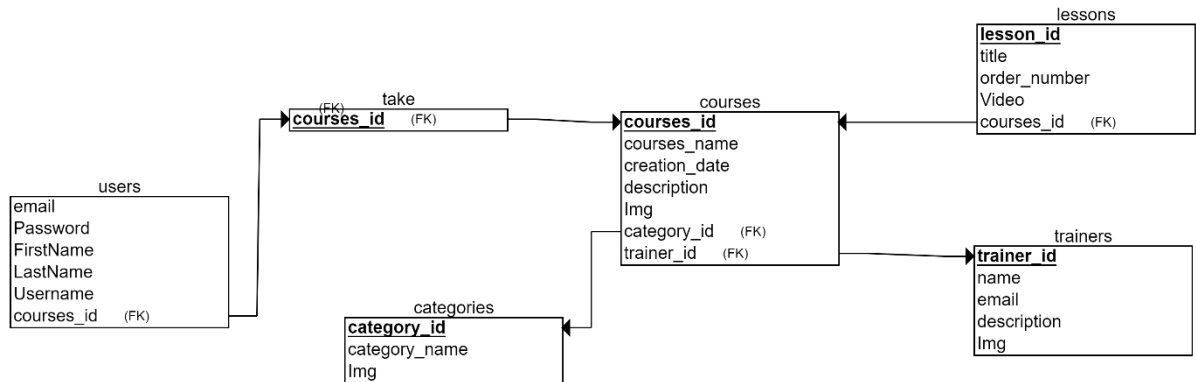 lessons
lesson_id
title
order_number
Video
courses_id (FK)
take
(FK)
courses_id (FK)
courses
courses_id
courses_name
creation_date
description
Img
category_id (FK)
trainer_id (FK)
users
email
Password
FirstName
LastName
Username
courses_id (FK)
trainers
trainer_id
name
email
description
Img
categories
category_id
category_name
Img